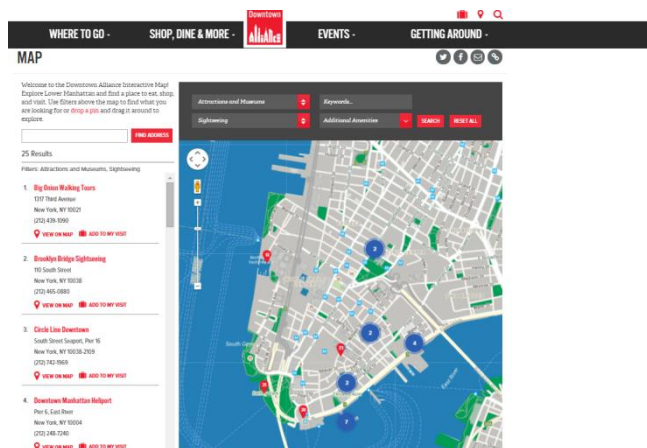 Downtown
Alliance
WHERE TO GO -
SHOP, DINE & MORE -
EVENTS -
GETTING AROUND -
MAP
Welcome to the Downtown Alliance Interactive Map!
Explore Lower Manhattan and find a place to eat, shop,
and visit. Use filters above the map to find what you
are looking for or drop a pin and drag it around to
explore.
FIND ADDRESS
25 Results
Filters: Attractions and Museums, Sightseeing
Attractions and Museums
Keywords...
Sightseeing
Additional Amenities
SEARCH
RESET ALL
1. Big Onion Walking Tours
1317 Third Avenue
New York, NY 10021
(212) 439-1090
VIEW ON MAP
ADD TO MY VISIT
2. Brooklyn Bridge Sightseeing
110 South Street
New York, NY 10038
(212) 465-0880
VIEW ON MAP
ADD TO MY VISIT
3. Circle Line Downtown
South Street Seaport, Pier 16
New York, NY 10038-2109
(212) 742-1969
VIEW ON MAP
ADD TO MY VISIT
4. Downtown Manhattan Heliport
Pier 6, East River
New York, NY 10004
(212) 248-7240
VIEW ON MAP
ADD TO MY VISIT
2
2
4
3
7
East River